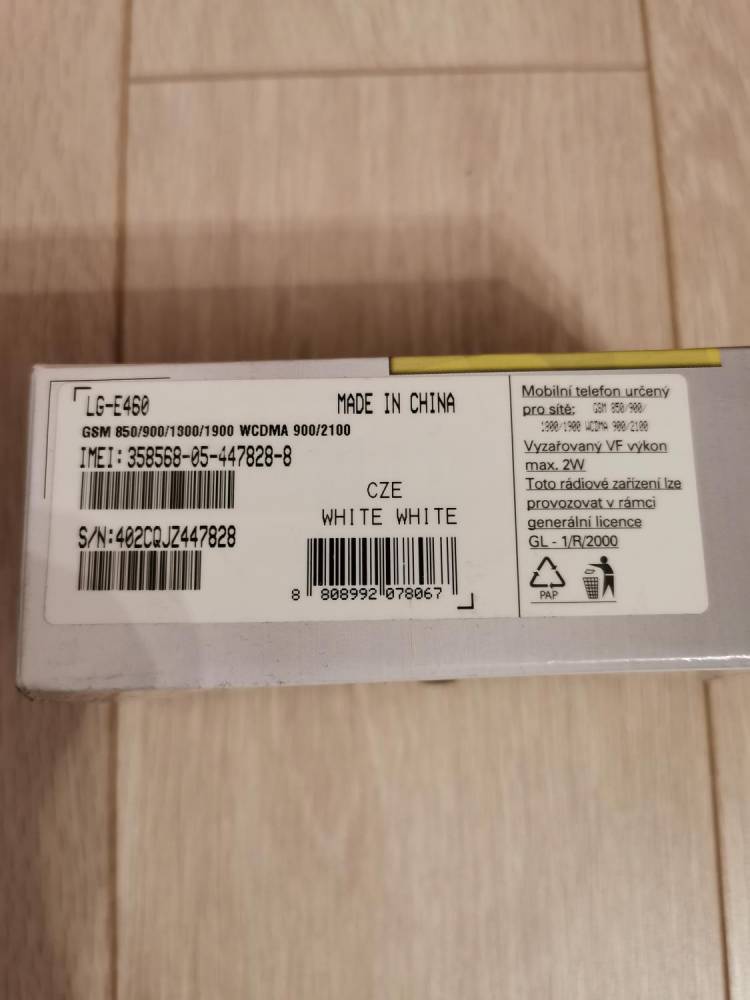 LG-E460
MADE IN CHINA
GSM 850/900/1800/1900 WCDMA 900/2100
IMEI:358568-05-447828-8
CZE
WHITE WHITE
S/N:402CQJZ447828
8 808992 078067
Mobilní telefon určený
pro sítě: GSM 850/900/
1800/1900 WCDMA 900/2100
Vyzařovaný VF výkon
max. 2W
Toto rádiové zařízení lze
provozovat v rámci
generální licence
GL - 1/R/2000
PAP